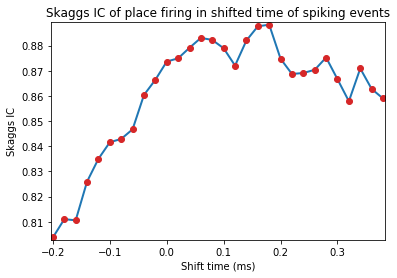 Skaggs IC of place firing in shifted time of spiking events
Skaggs IC
0.88
0.87
0.86
0.85
0.84
0.83
0.82
0.81
−0.2 −0.1 0.0 0.1 0.2 0.3
Shift time (ms)